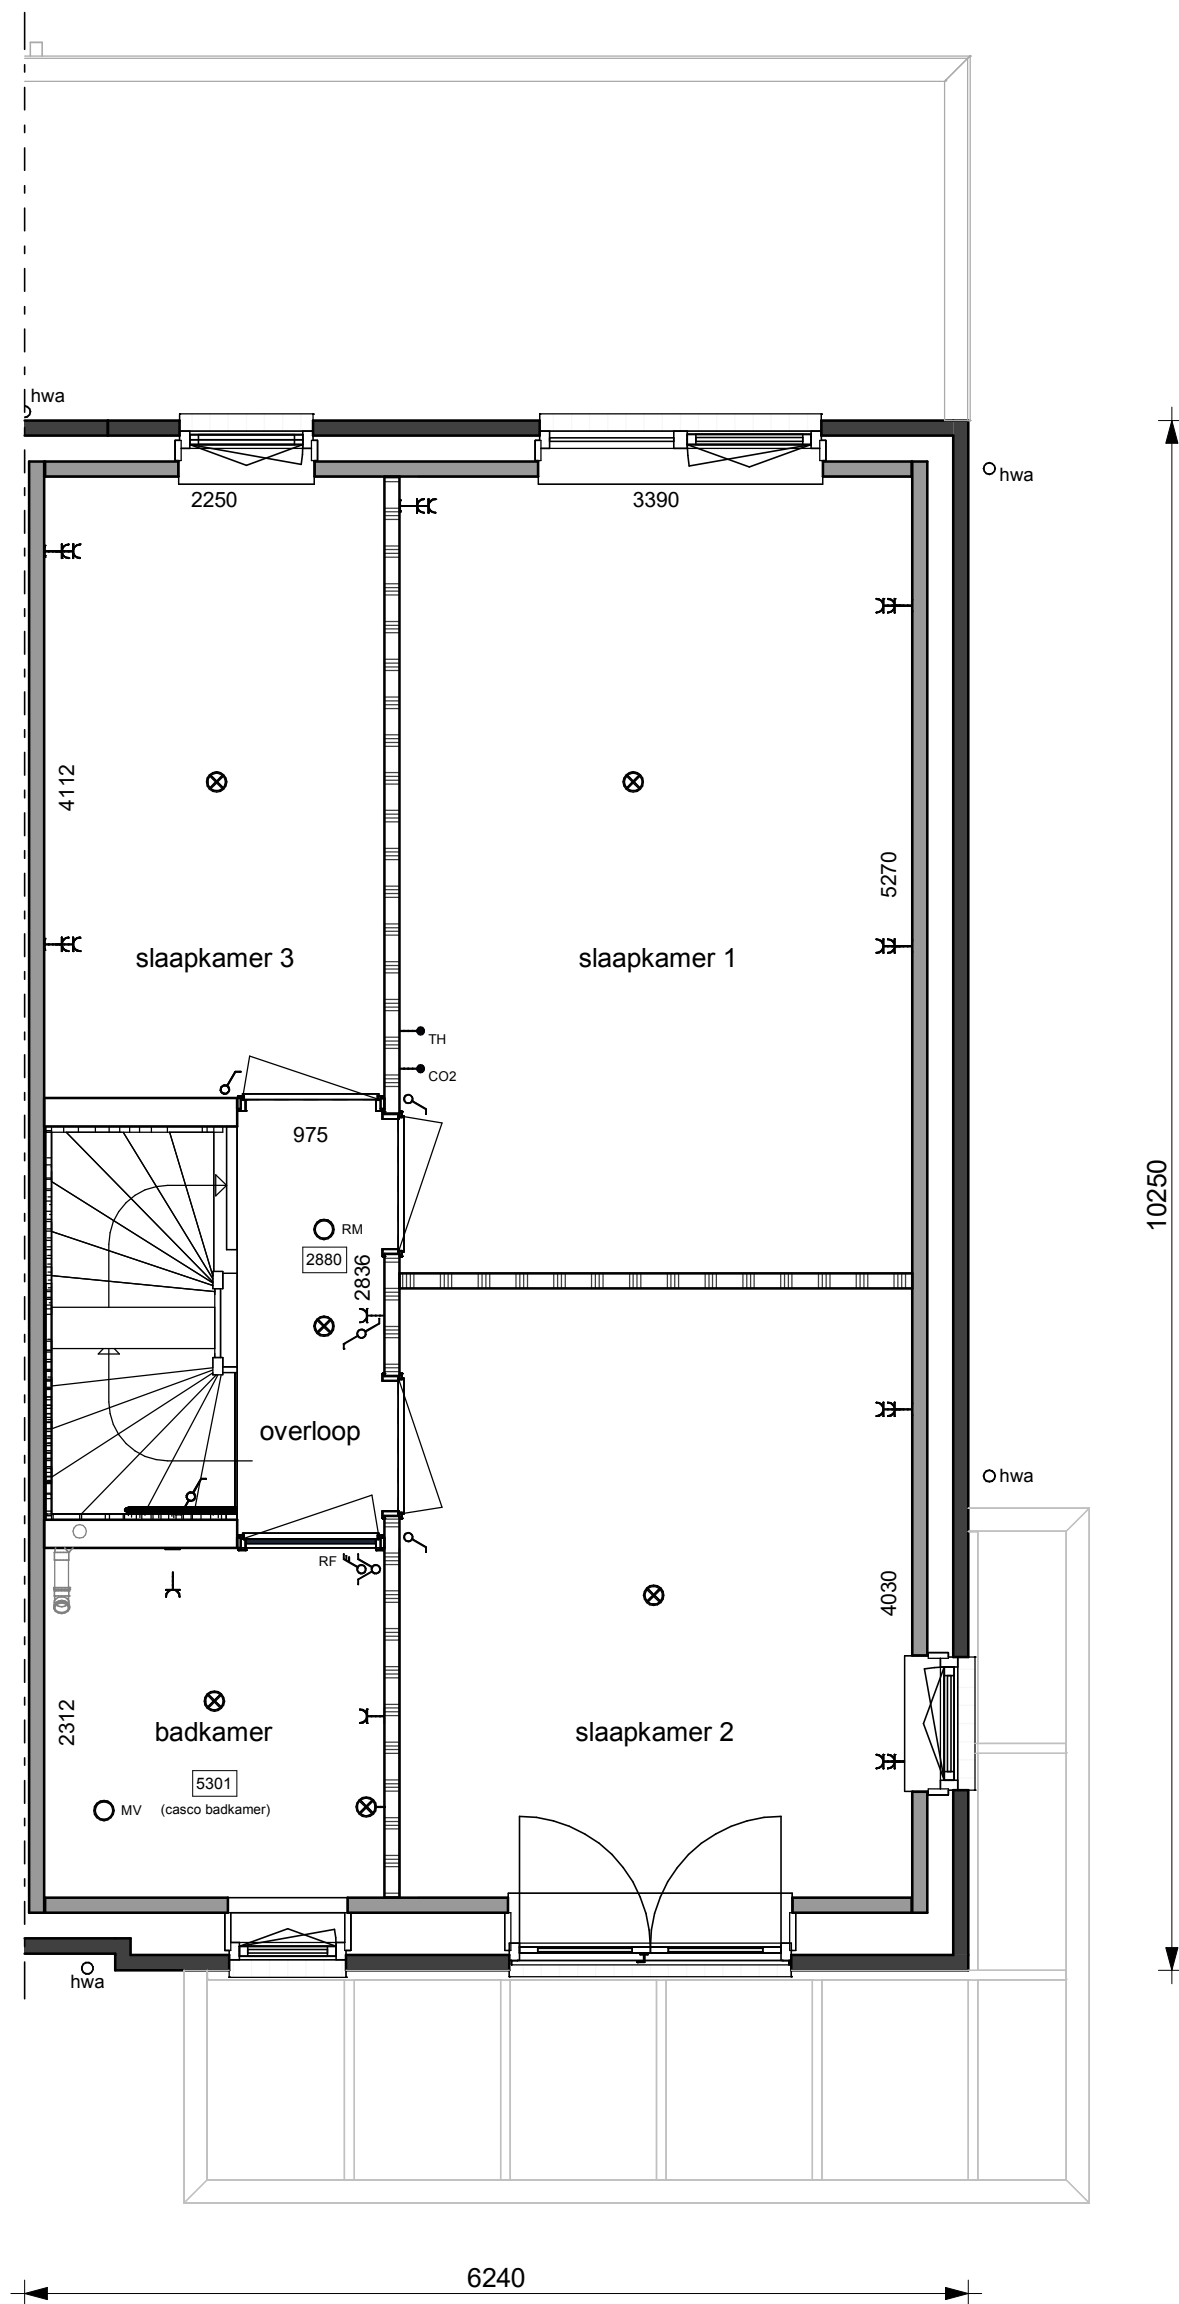 hwa
hwa
2250
3390
4112
5270
slaapkamer 3
slaapkamer 1
TH
CO2
975
10250
RM
2880
2836
overloop
hwa
RF
4030
2312
badkamer
slaapkamer 2
5301
MV
(casco badkamer)
hwa
6240